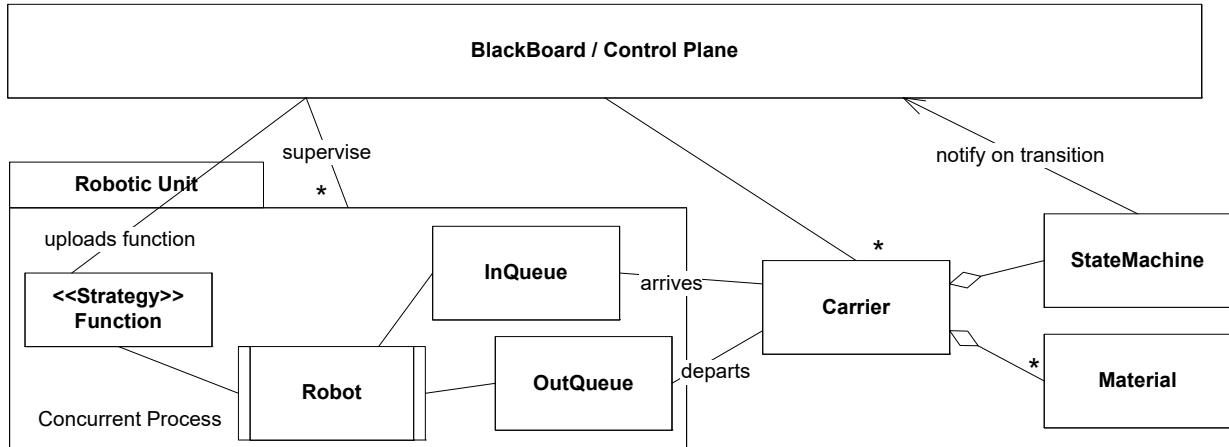 BlackBoard / Control Plane
supervise
*
notify on transition
Robotic Unit
uploads function
<<Strategy>>
Function
InQueue
arrives
*
Carrier
StateMachine
Robot
OutQueue
departs
*
Material
Concurrent Process